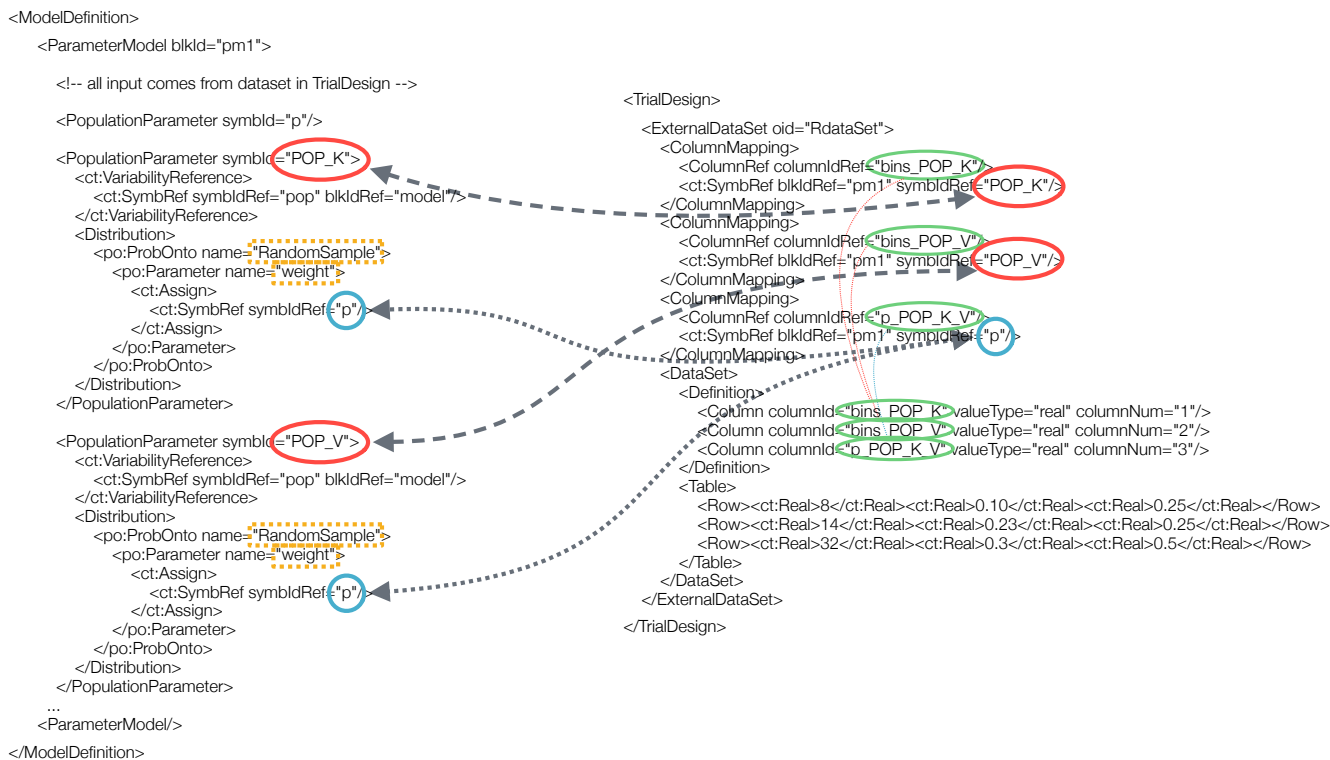 <ModelDefinition>
<ParameterModel blkId="pm1">
<!-- all input comes from dataset in TrialDesign -->
<PopulationParameter symbId="p"/>
<PopulationParameter symbId="POP_K">
<ct:VariabilityReference>
<ct:SymbRef symbIdRef="pop" blkIdRef="model"/>
</ct:VariabilityReference>
<Distribution>
<po:ProbOnto name="RandomSample">
<po:Parameter name="weight">
<ct:Assign>
<ct:SymbRef symbIdRef="p"/>
</ct:Assign>
</po:Parameter>
</po:ProbOnto>
</Distribution>
</PopulationParameter>
<PopulationParameter symbId="POP_V">
<ct:VariabilityReference>
<ct:SymbRef symbIdRef="pop" blkIdRef="model"/>
</ct:VariabilityReference>
<Distribution>
<po:ProbOnto name="RandomSample">
<po:Parameter name="weight">
<ct:Assign>
<ct:SymbRef symbIdRef="p"/>
</ct:Assign>
</po:Parameter>
</po:ProbOnto>
</Distribution>
</PopulationParameter>
...
<ParameterModel/>
</ModelDefinition>
<TrialDesign>
<ExternalDataSet oid="RdataSet">
<ColumnMapping>
<ColumnRef columnIdRef="bins_POP_K"/>
<ct:SymbRef blkIdRef="pm1" symbIdRef="POP_K"/>
</ColumnMapping>
<ColumnMapping>
<ColumnRef columnIdRef="bins_POP_V"/>
<ct:SymbRef blkIdRef="pm1" symbIdRef="POP_V"/>
</ColumnMapping>
<ColumnMapping>
<ColumnRef columnIdRef="p_POP_K_V"/>
<ct:SymbRef blkIdRef="pm1" symbIdRef="p"/>
</ColumnMapping>
<DataSet>
<Definition>
<Column columnId="bins_POP_K" valueType="real" columnNum="1"/>
<Column columnId="bins_POP_V" valueType="real" columnNum="2"/>
<Column columnId="p_POP_K_V" valueType="real" columnNum="3"/>
</Definition>
<Table>
<Row><ct:Real>8</ct:Real><ct:Real>0.10</ct:Real><ct:Real>0.25</ct:Real></Row>
<Row><ct:Real>14</ct:Real><ct:Real>0.23</ct:Real><ct:Real>0.25</ct:Real></Row>
<Row><ct:Real>32</ct:Real><ct:Real>0.3</ct:Real><ct:Real>0.5</ct:Real></Row>
</Table>
</DataSet>
</ExternalDataSet>
</TrialDesign>